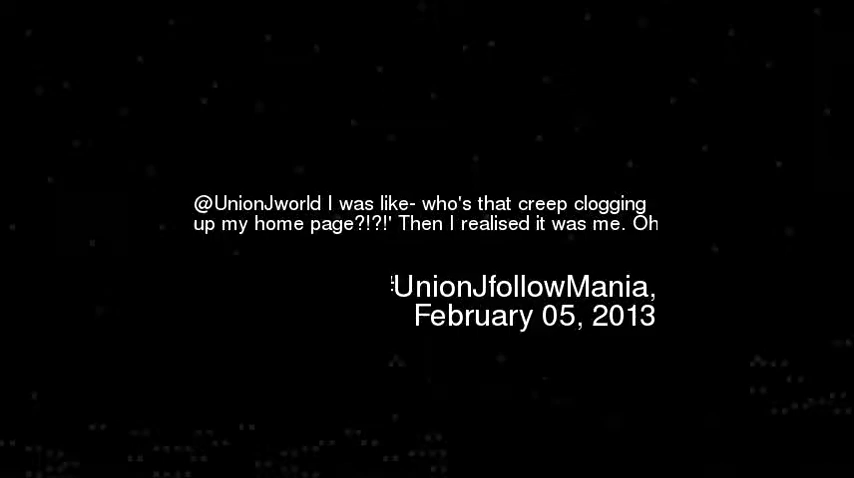 @UnionJworld I was like- who's that creep clogging
up my home page?!?!' Then I realised it was me. Oh
UnionJfollowMania,
February 05, 2013